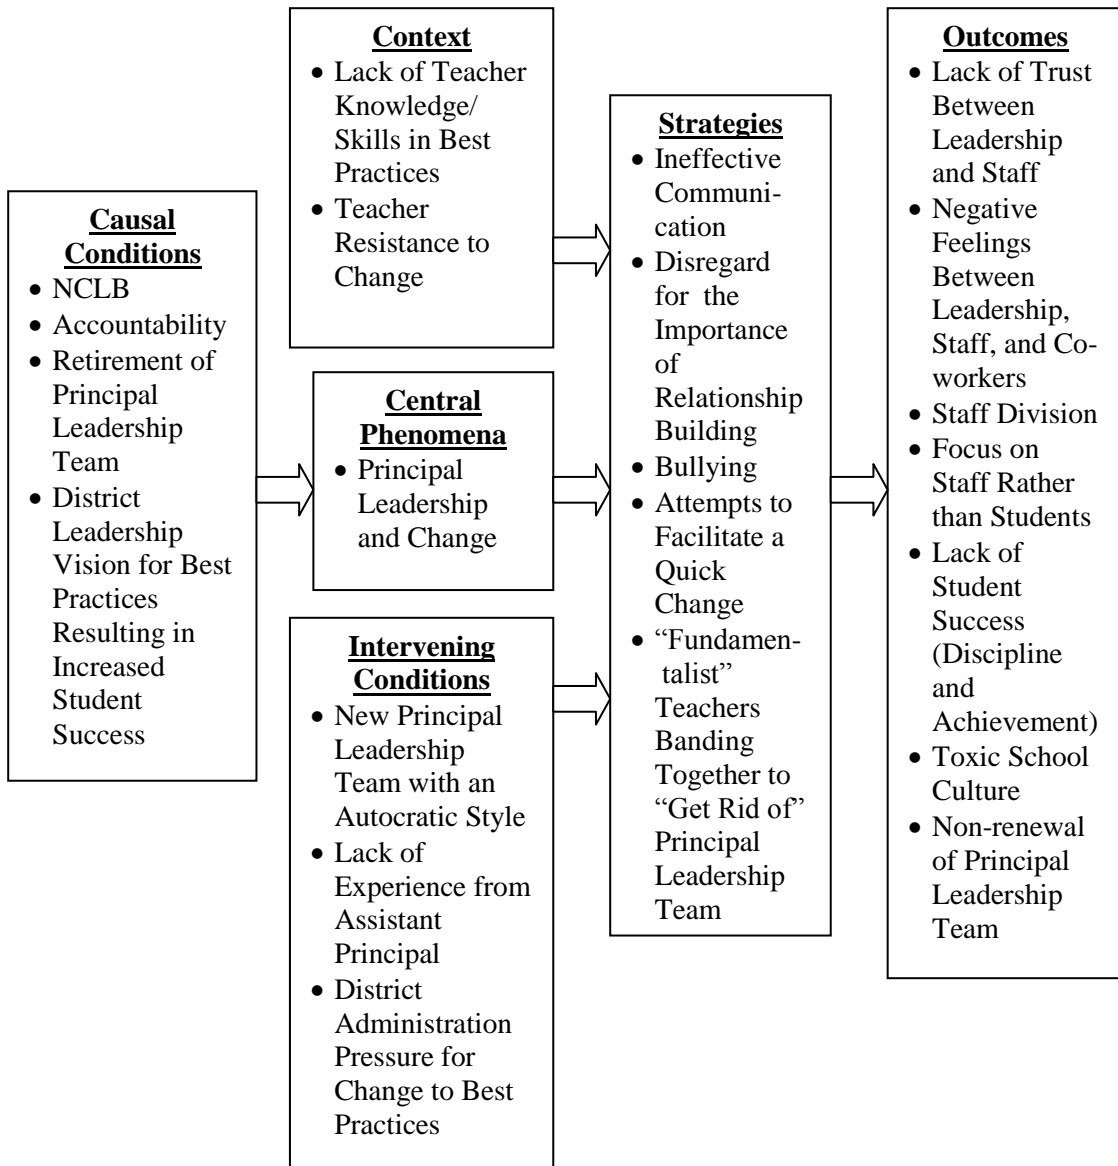 Causal
Conditions
• NCLB
• Accountability
• Retirement of
Principal
Leadership
Team
• District
Leadership
Vision for Best
Practices
Resulting in
Increased
Student
Success
Context
• Lack of Teacher
Knowledge/
Skills in Best
Practices
• Teacher
Resistance to
Change
Central
Phenomena
• Principal
Leadership
and Change
Intervening
Conditions
• New Principal
Leadership
Team with an
Autocratic Style
• Lack of
Experience from
Assistant
Principal
• District
Administration
Pressure for
Change to Best
Practices
Strategies
• Ineffective
Communi-
cation
• Disregard
for the
Importance
of
Relationship
Building
• Bullying
• Attempts to
Facilitate a
Quick
Change
• “Fundamen-
talist”
Teachers
Banding
Together to
“Get Rid of”
Principal
Leadership
Team
Outcomes
• Lack of Trust
Between
Leadership
and Staff
• Negative
Feelings
Between
Leadership,
Staff, and Co-
workers
• Staff Division
• Focus on
Staff Rather
than Students
• Lack of
Student
Success
(Discipline
and
Achievement)
• Toxic School
Culture
• Non-renewal
of Principal
Leadership
Team